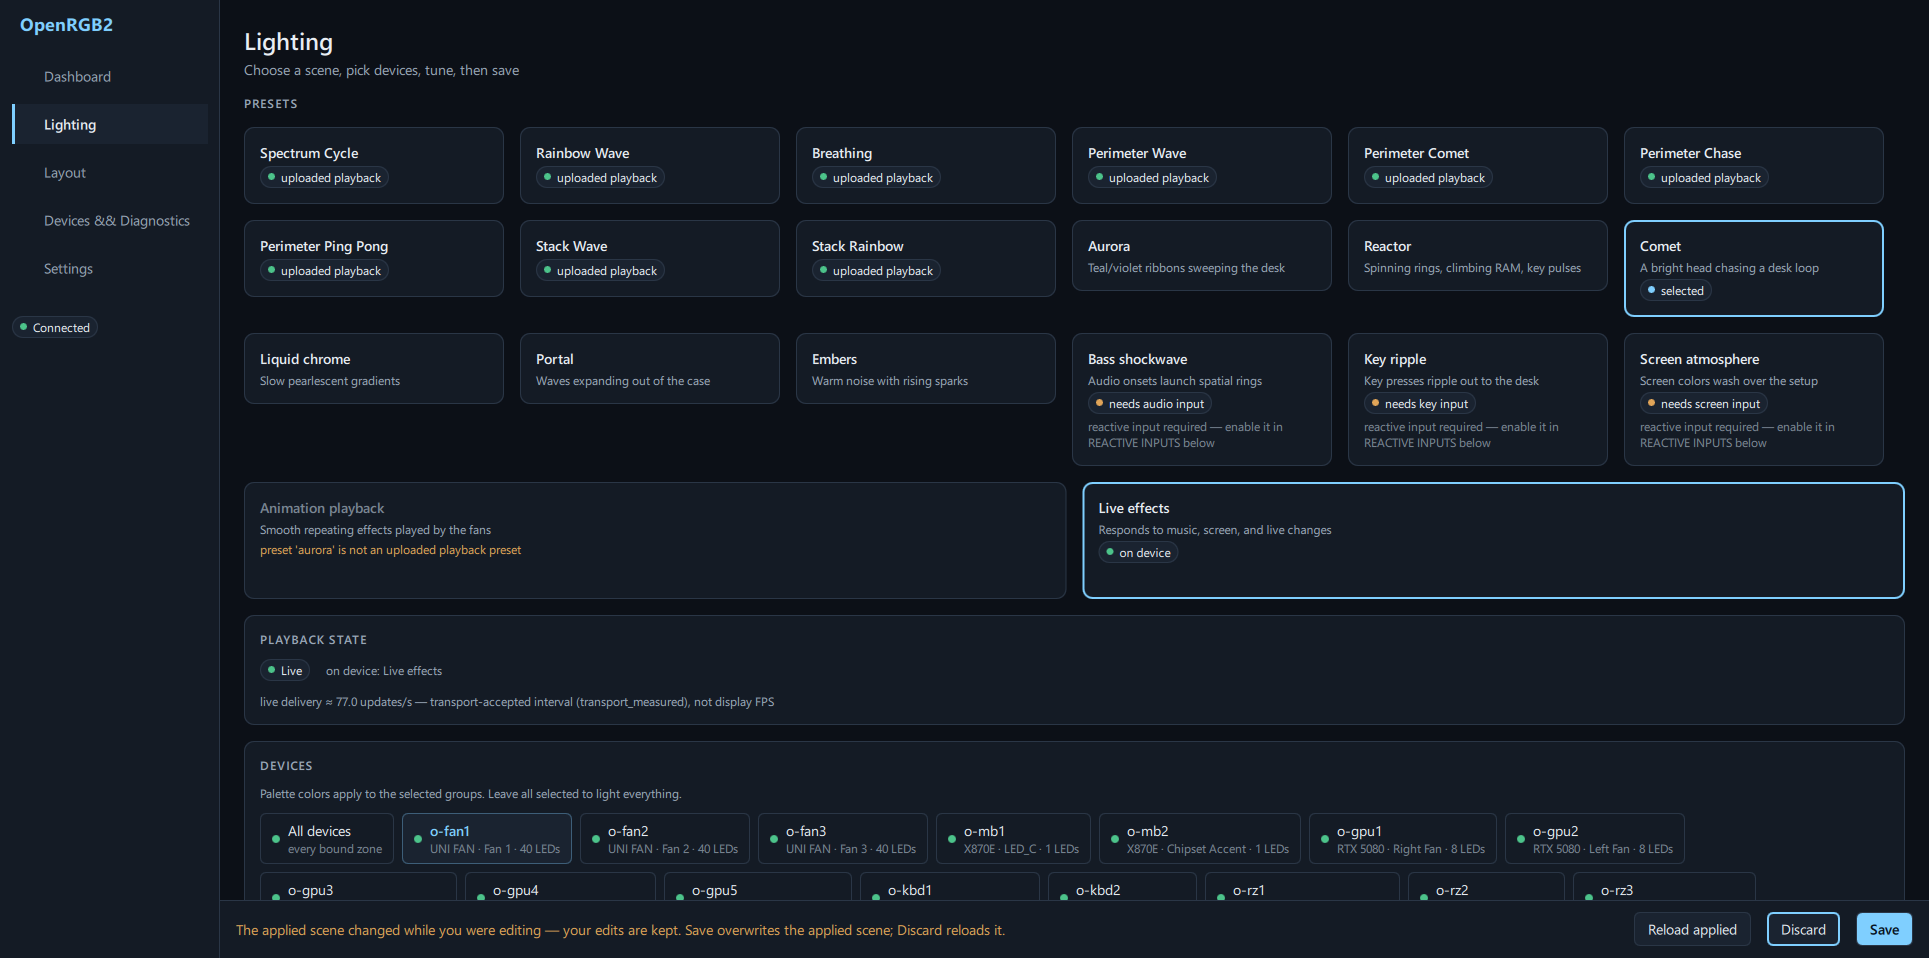 OpenRGB2
Dashboard
Lighting
Layout
Devices && Diagnostics
Settings
Connected
Lighting
Choose a scene, pick devices, tune, then save
PRESETS
Spectrum Cycle
uploaded playback
Rainbow Wave
uploaded playback
Breathing
uploaded playback
Perimeter Wave
uploaded playback
Perimeter Comet
uploaded playback
Perimeter Chase
uploaded playback
Perimeter Ping Pong
uploaded playback
Stack Wave
uploaded playback
Stack Rainbow
uploaded playback
Aurora
Teal/violet ribbons sweeping the desk
Reactor
Spinning rings, climbing RAM, key pulses
Comet
A bright head chasing a desk loop
selected
Liquid chrome
Slow pearlescent gradients
Portal
Waves expanding out of the case
Embers
Warm noise with rising sparks
Bass shockwave
Audio onsets launch spatial rings
needs audio input
reactive input required — enable it in
REACTIVE INPUTS below
Key ripple
Key presses ripple out to the desk
needs key input
reactive input required — enable it in
REACTIVE INPUTS below
Screen atmosphere
Screen colors wash over the setup
needs screen input
reactive input required — enable it in
REACTIVE INPUTS below
Animation playback
Smooth repeating effects played by the fans
preset 'aurora' is not an uploaded playback preset
Live effects
Responds to music, screen, and live changes
on device
PLAYBACK STATE
Live
on device: Live effects
live delivery ≈ 77.0 updates/s — transport-accepted interval (transport_measured), not display FPS
DEVICES
Palette colors apply to the selected groups. Leave all selected to light everything.
All devices
every bound zone
o-fan1
UNI FAN · Fan 1 · 40 LEDs
o-fan2
UNI FAN · Fan 2 · 40 LEDs
o-fan3
UNI FAN · Fan 3 · 40 LEDs
o-mb1
X870E · LED_C · 1 LEDs
o-mb2
X870E · Chipset Accent · 1 LEDs
o-gpu1
RTX 5080 · Right Fan · 8 LEDs
o-gpu2
RTX 5080 · Left Fan · 8 LEDs
o-gpu3
o-gpu4
o-gpu5
o-kbd1
o-kbd2
o-rz1
o-rz2
o-rz3
The applied scene changed while you were editing — your edits are kept. Save overwrites the applied scene; Discard reloads it.
Reload applied
Discard
Save